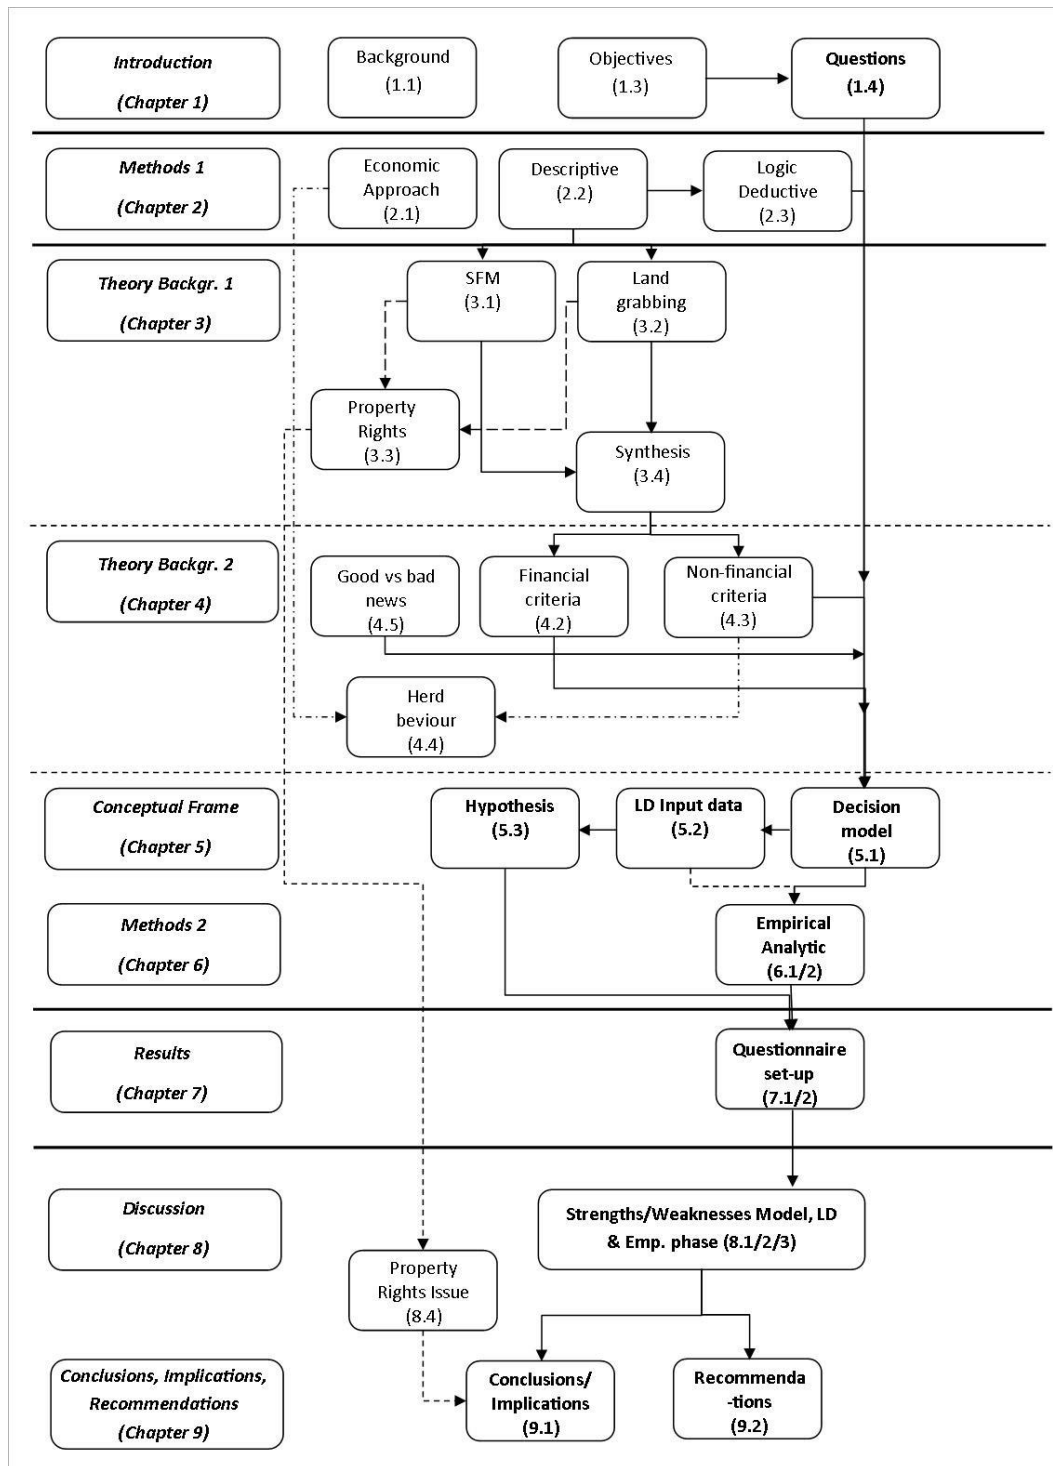 Introduction
(Chapter 1)
Background
(1.1)
Objectives
(1.3)
Questions
(1.4)
Methods 1
(Chapter 2)
Economic
Approach
(2.1)
Descriptive
(2.2)
Logic
Deductive
(2.3)
Theory Backgr. 1
(Chapter 3)
SFM
(3.1)
Land
grabbing
(3.2)
Property
Rights
(3.3)
Synthesis
(3.4)
Theory Backgr. 2
(Chapter 4)
Good vs bad
news
(4.5)
Financial
criteria
(4.2)
Non-financial
criteria
(4.3)
Herd
beviour
(4.4)
Conceptual Frame
(Chapter 5)
Hypothesis
(5.3)
LD Input data
(5.2)
Decision
model
(5.1)
Methods 2
(Chapter 6)
Empirical
Analytic
(6.1/2)
Results
(Chapter 7)
Questionnaire
set-up
(7.1/2)
Discussion
(Chapter 8)
Strengths/Weaknesses Model, LD
& Emp. phase (8.1/2/3)
Property
Rights Issue
(8.4)
Conclusions, Implications,
Recommendations
(Chapter 9)
Conclusions/
Implications
(9.1)
Recommenda
-tions
(9.2)